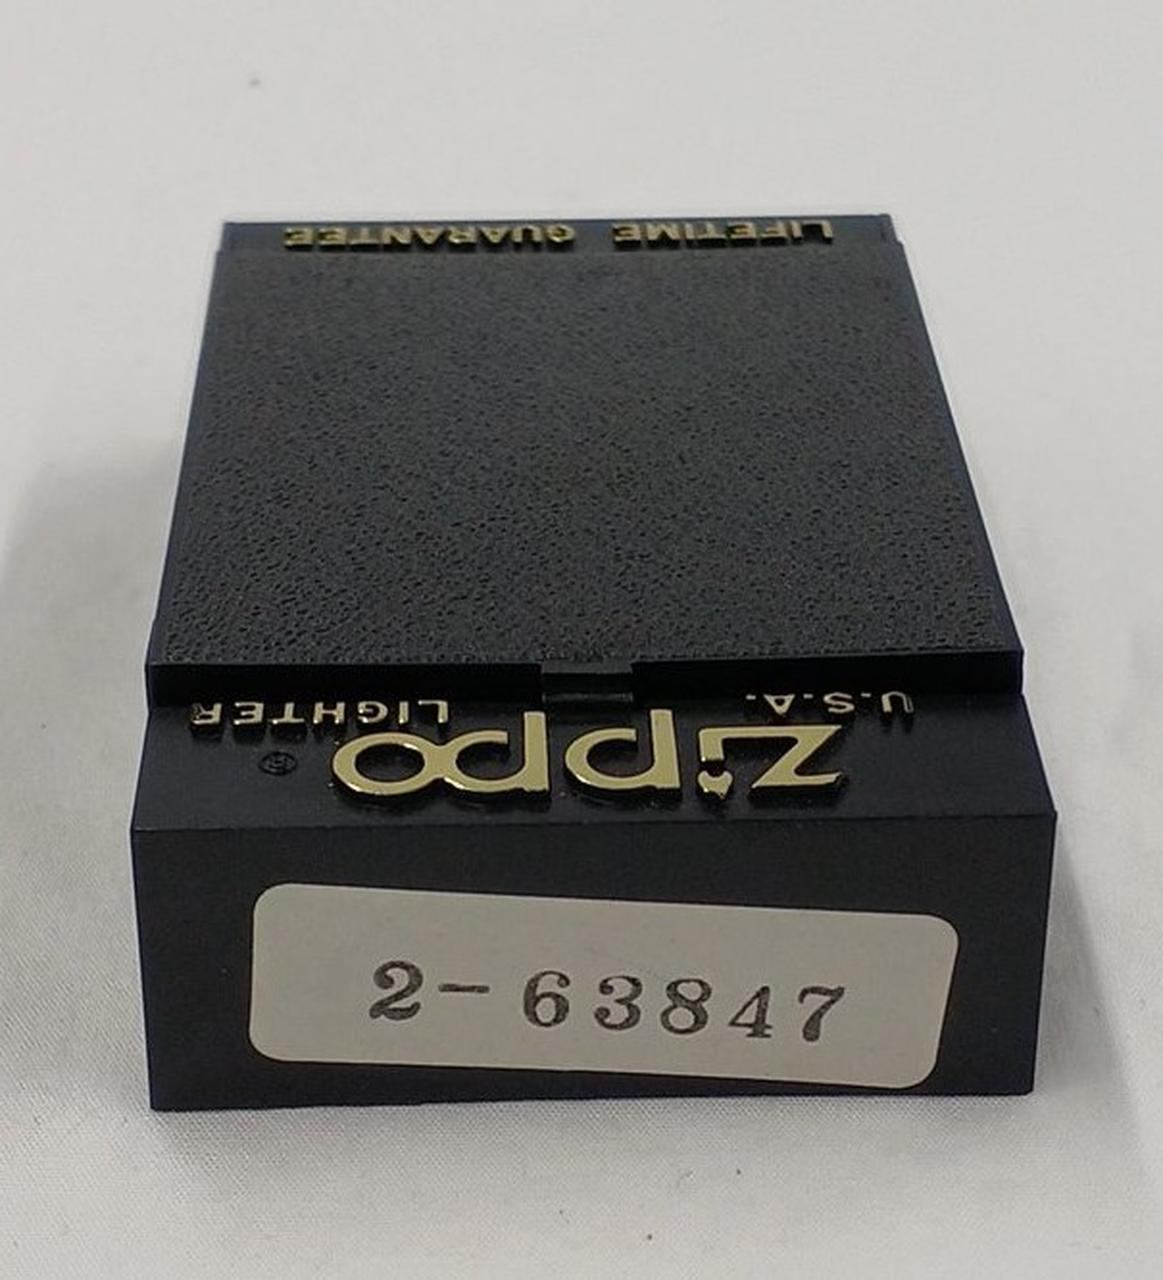 LIFETIME GUARANTEE
Zippo ®
U.S.A. LIGHTER
2-63847